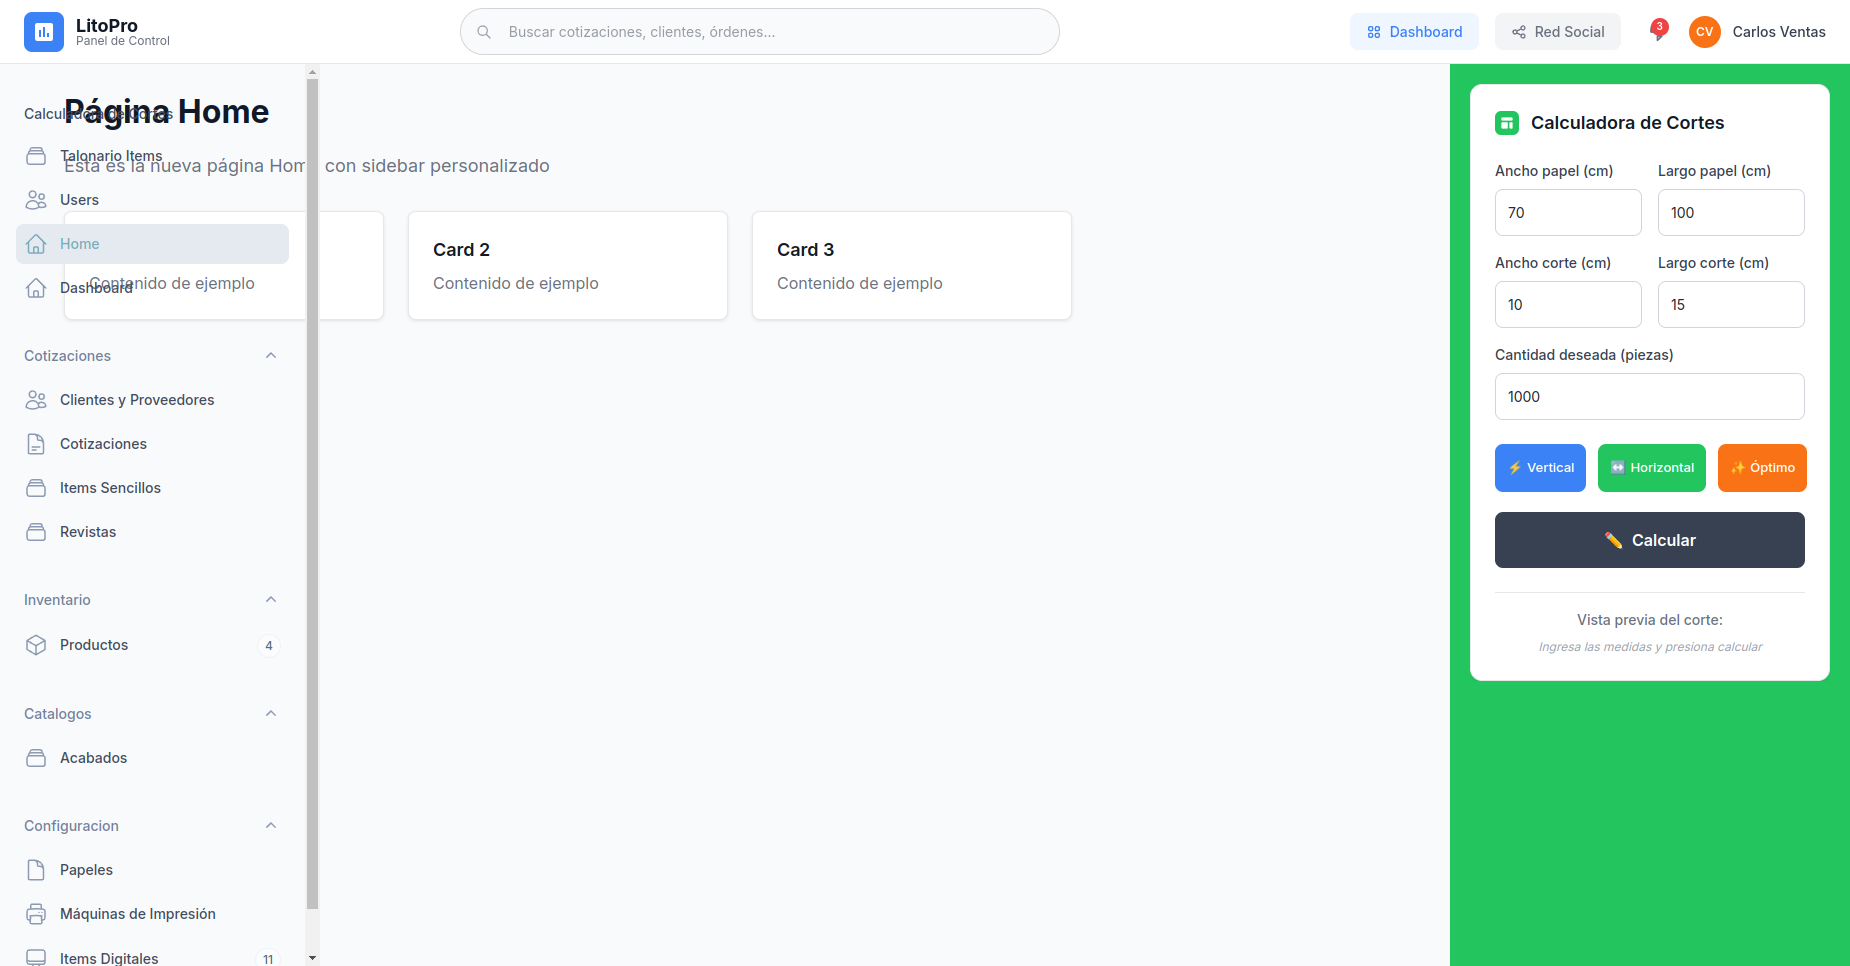 LitoPro
Panel de Control
Buscar cotizaciones, clientes, órdenes...
Dashboard
Red Social
3
CV
Carlos Ventas
Calculadora de Cortes
Talonario Items
Users
Home
Dashboard
Cotizaciones
Clientes y Proveedores
Cotizaciones
Items Sencillos
Revistas
Inventario
Productos
4
Catalogos
Acabados
Configuracion
Papeles
Máquinas de Impresión
Items Digitales
11
Página Home
Esta es la nueva página Hom con sidebar personalizado
Contenido de ejemplo
Card 2
Contenido de ejemplo
Card 3
Contenido de ejemplo
Calculadora de Cortes
Ancho papel (cm)
Largo papel (cm)
70
100
Ancho corte (cm)
Largo corte (cm)
10
15
Cantidad deseada (piezas)
1000
⚡ Vertical
↔️ Horizontal
✨ Óptimo
✏️ Calcular
Vista previa del corte:
Ingresa las medidas y presiona calcular